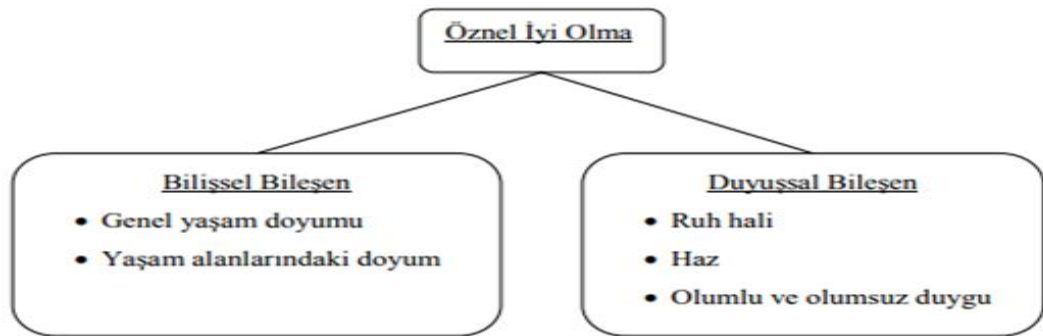 Öznel İyi Olma
Bilişsel Bileşen
• Genel yaşam doyumu
• Yaşam alanlarındaki doyum
Duyuşsal Bileşen
• Ruh hali
• Haz
• Olumlu ve olumsuz duygu